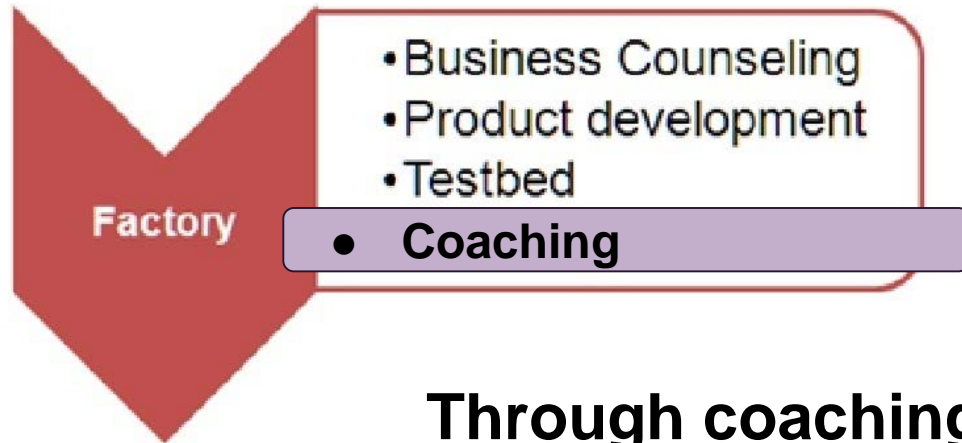 •Business Counseling
•Product development
•Testbed
Factory
● Coaching
Through coaching